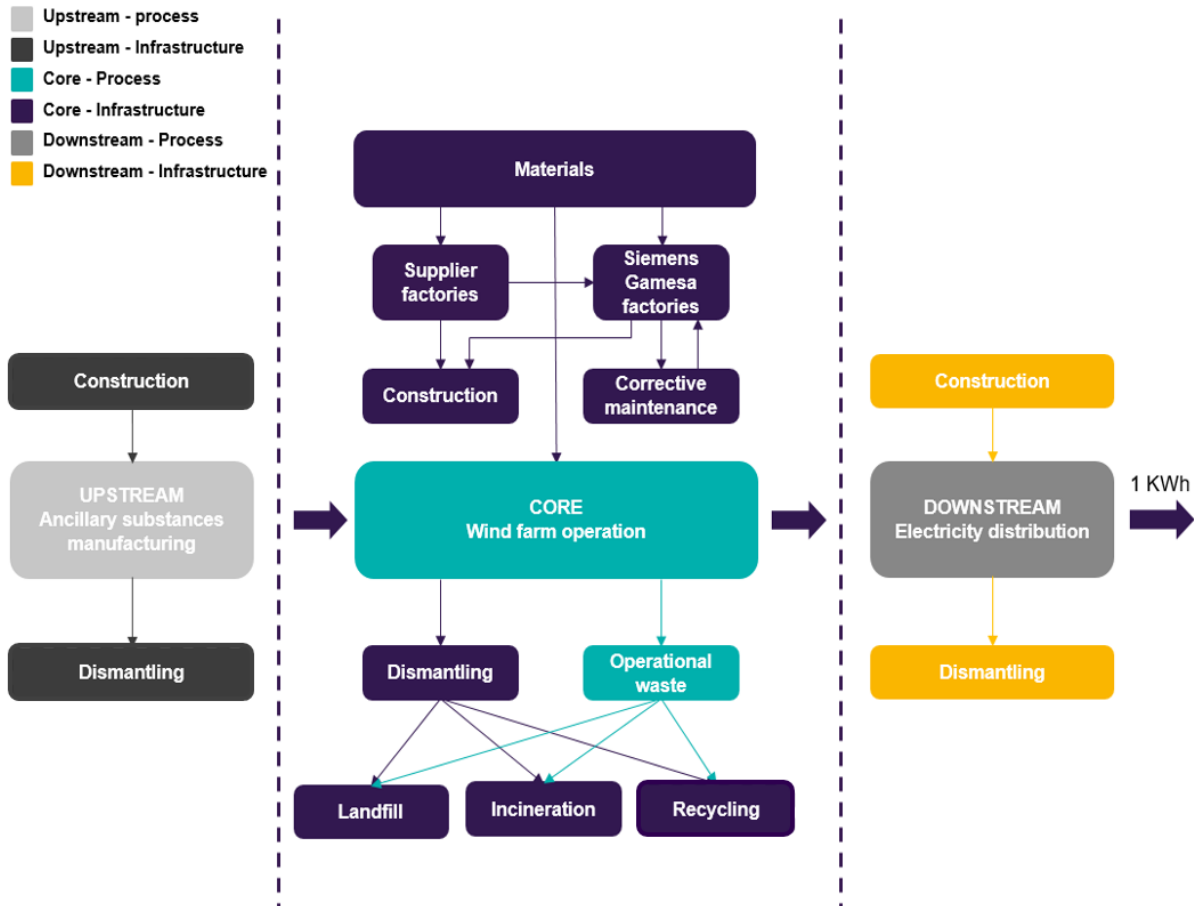 Upstream - process
Upstream - Infrastructure
Core - Process
Core - Infrastructure
Downstream - Process
Downstream - Infrastructure
Materials
Supplier
factories
Siemens
Gamesa
factories
Construction
Construction
Corrective
maintenance
Construction
UPSTREAM
Ancillary substances
manufacturing
CORE
Wind farm operation
DOWNSTREAM
Electricity distribution
1 KWh
Dismantling
Dismantling
Operational
waste
Dismantling
Landfill
Incineration
Recycling